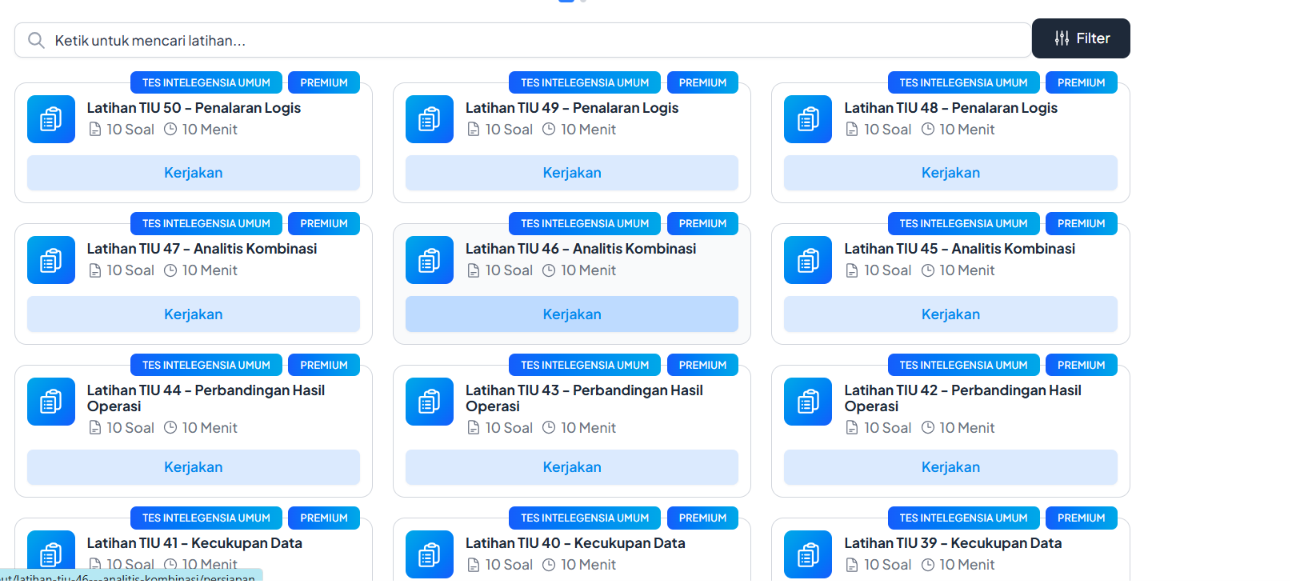 Ketik untuk mencari latihan...
Filter
TES INTELEGENSIA UMUM PREMIUM
Latihan TIU 50 - Penalaran Logis
10 Soal 10 Menit
Kerjakan
TES INTELEGENSIA UMUM PREMIUM
Latihan TIU 49 - Penalaran Logis
10 Soal 10 Menit
Kerjakan
TES INTELEGENSIA UMUM PREMIUM
Latihan TIU 48 - Penalaran Logis
10 Soal 10 Menit
Kerjakan
TES INTELEGENSIA UMUM PREMIUM
Latihan TIU 47 - Analitis Kombinasi
10 Soal 10 Menit
Kerjakan
TES INTELEGENSIA UMUM PREMIUM
Latihan TIU 46 - Analitis Kombinasi
10 Soal 10 Menit
Kerjakan
TES INTELEGENSIA UMUM PREMIUM
Latihan TIU 45 - Analitis Kombinasi
10 Soal 10 Menit
Kerjakan
TES INTELEGENSIA UMUM PREMIUM
Latihan TIU 44 - Perbandingan Hasil
Operasi
10 Soal 10 Menit
Kerjakan
TES INTELEGENSIA UMUM PREMIUM
Latihan TIU 43 - Perbandingan Hasil
Operasi
10 Soal 10 Menit
Kerjakan
TES INTELEGENSIA UMUM PREMIUM
Latihan TIU 42 - Perbandingan Hasil
Operasi
10 Soal 10 Menit
Kerjakan
TES INTELEGENSIA UMUM PREMIUM
Latihan TIU 41 - Kecukupan Data
10 Soal 10 Menit
TES INTELEGENSIA UMUM PREMIUM
Latihan TIU 40 - Kecukupan Data
10 Soal 10 Menit
TES INTELEGENSIA UMUM PREMIUM
Latihan TIU 39 - Kecukupan Data
10 Soal 10 Menit
ut/latihan-tiu-46---analitis-kombinasi/persiapan